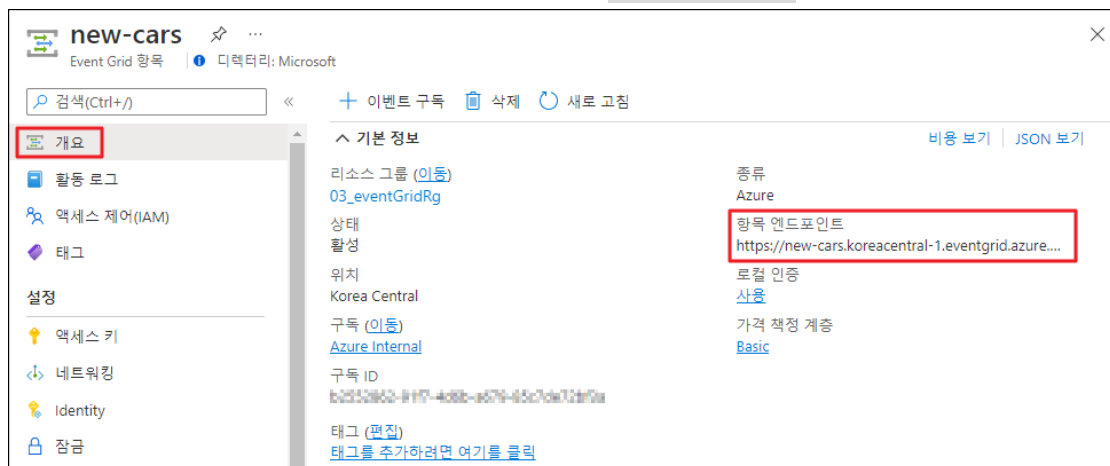 new-cars
Event Grid 항목
디렉터리: Microsoft
검색(Ctrl+/)
이벤트 구독 삭제 새로 고침
개요
활동 로그
액세스 제어(IAM)
태그
설정
액세스 키
네트워킹
Identity
잠금
기본 정보
비용 보기
JSON 보기
리소스 그룹 (이동)
03_eventGridRg
상태
활성
위치
Korea Central
구독 (이동)
Azure Internal
구독 ID
태그 (편집)
태그를 추가하려면 여기를 클릭
종류
Azure
항목 엔드포인트
https://new-cars.koreacentral-1.eventgrid.azure....
로컬 인증
사용
가격 책정 계층
Basic